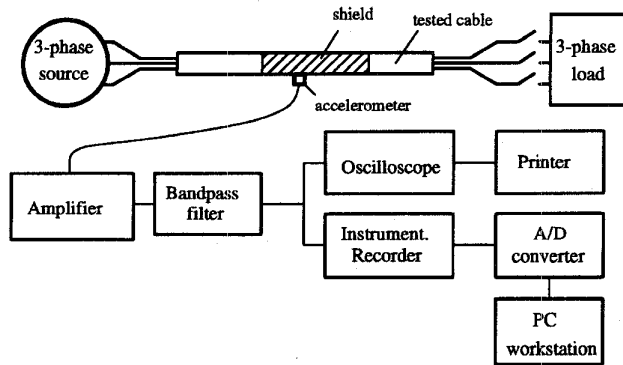 shield
tested cable
3-phase
source
3-phase
load
accelerometer
Amplifier
Bandpass
filter
Oscilloscope
Printer
Instrument.
Recorder
A/D
converter
PC
workstation